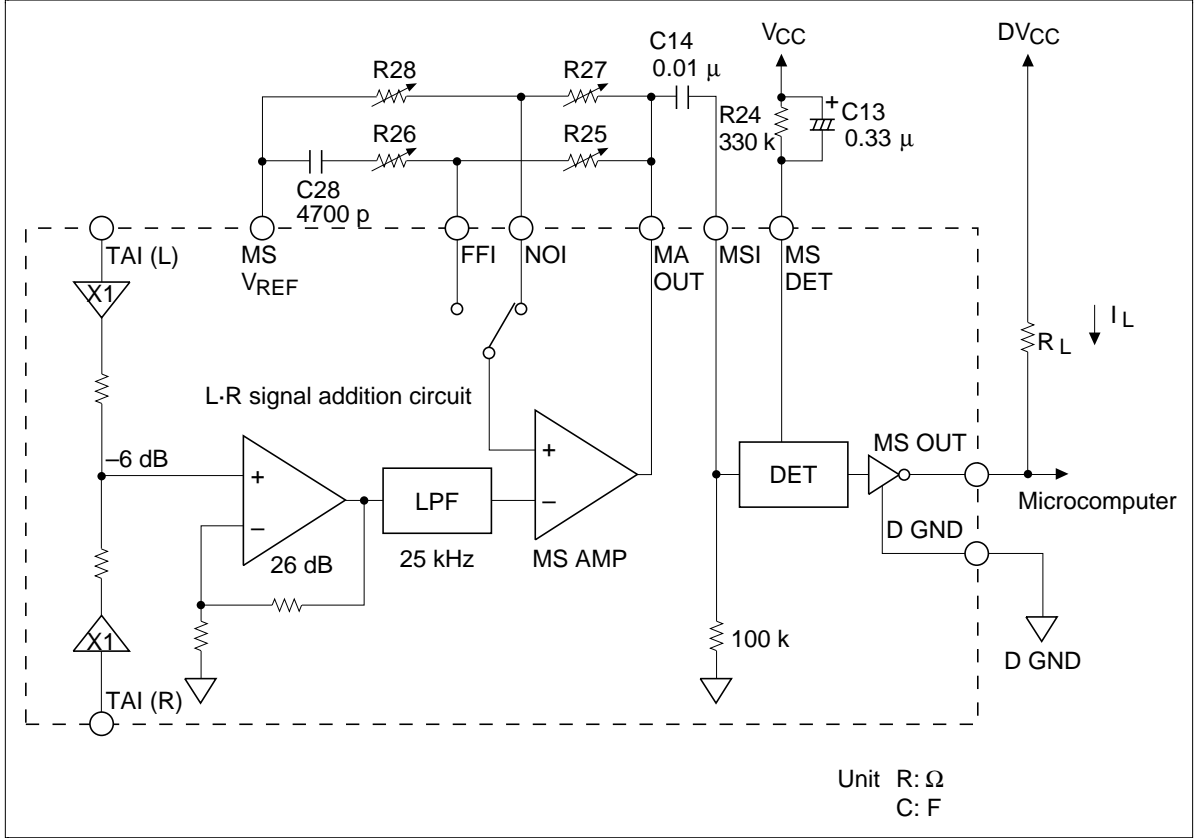 VCC
DVCC
C14
0.01 μ
R28
R27
R24
330 k
+
C13
0.33 μ
R26
R25
C28
4700 p
TAI (L)
MS
VREF
FFI
NOI
MA
OUT
MSI
MS
DET
X1
IL
RL
L·R signal addition circuit
–6 dB
+
–
26 dB
LPF
25 kHz
+
–
MS AMP
DET
MS OUT
Microcomputer
D GND
100 k
D GND
X1
TAI (R)
Unit R: Ω
C: F